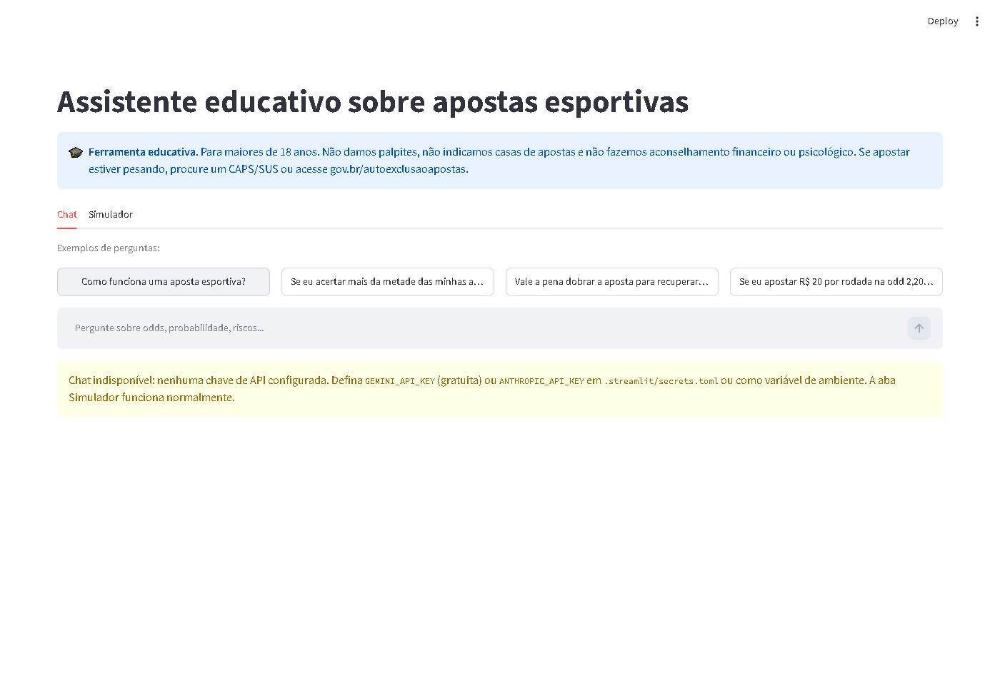 Deploy
Assistente educativo sobre apostas esportivas
Ferramenta educativa. Para maiores de 18 anos. Não damos palpites, não indicamos casas de apostas e não fazemos aconselhamento financeiro ou psicológico. Se apostar
estiver pesando, procure um CAPS/SUS ou acesse gov.br/autoexclusaoapostas.
Chat Simulador
Exemplos de perguntas:
Como funciona uma aposta esportiva? Se eu acertar mais da metade das minhas a... Vale a pena dobrar a aposta para recuperar... Se eu apostar R$ 20 por rodada na odd 2,20...
Pergunte sobre odds, probabilidade, riscos...
Chat indisponível: nenhuma chave de API configurada. Defina GEMINI_API_KEY (gratuita) ou ANTHROPIC_API_KEY em .streamlit/secrets.toml ou como variável de ambiente. A aba
Simulador funciona normalmente.